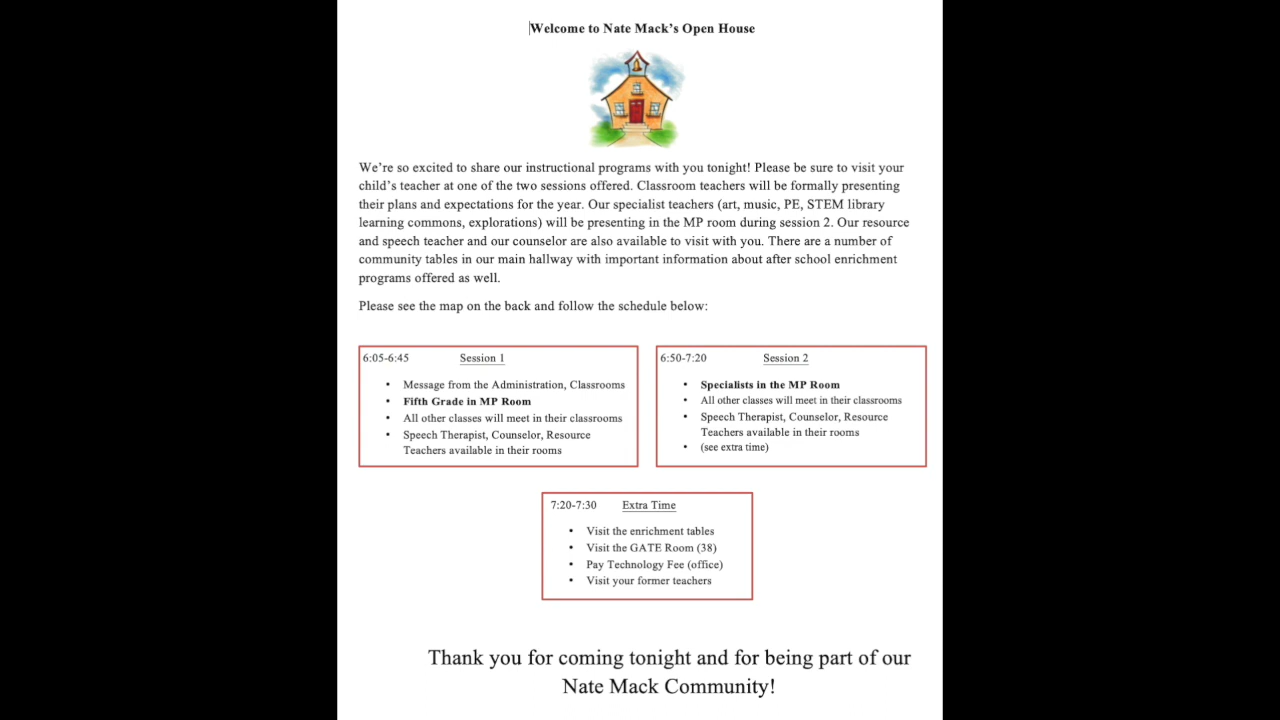 Welcome to Nate Mack's Open House
We're so excited to share our instructional programs with you tonight! Please be sure to visit your
child's teacher at one of the two sessions offered. Classroom teachers will be formally presenting
their plans and expectations for the year. Our specialist teachers (art, music, PE, STEM library
learning commons, explorations) will be presenting in the MP room during session 2. Our resource
and speech teacher and our counselor are also available to visit with you. There are a number of
community tables in our main hallway with important information about after school enrichment
programs offered as well.
Please see the map on the back and follow the schedule below:
6:05-6:45 Session 1
• Message from the Administration, Classrooms
• Fifth Grade in MP Room
• All other classes will meet in their classrooms
• Speech Therapist, Counselor, Resource
Teachers available in their rooms
6:50-7:20 Session 2
• Specialists in the MP Room
• All other classes will meet in their classrooms
• Speech Therapist, Counselor, Resource
Teachers available in their rooms
• (see extra time)
7:20-7:30 Extra Time
• Visit the enrichment tables
• Visit the GATE Room (38)
• Pay Technology Fee (office)
• Visit your former teachers
Thank you for coming tonight and for being part of our
Nate Mack Community!